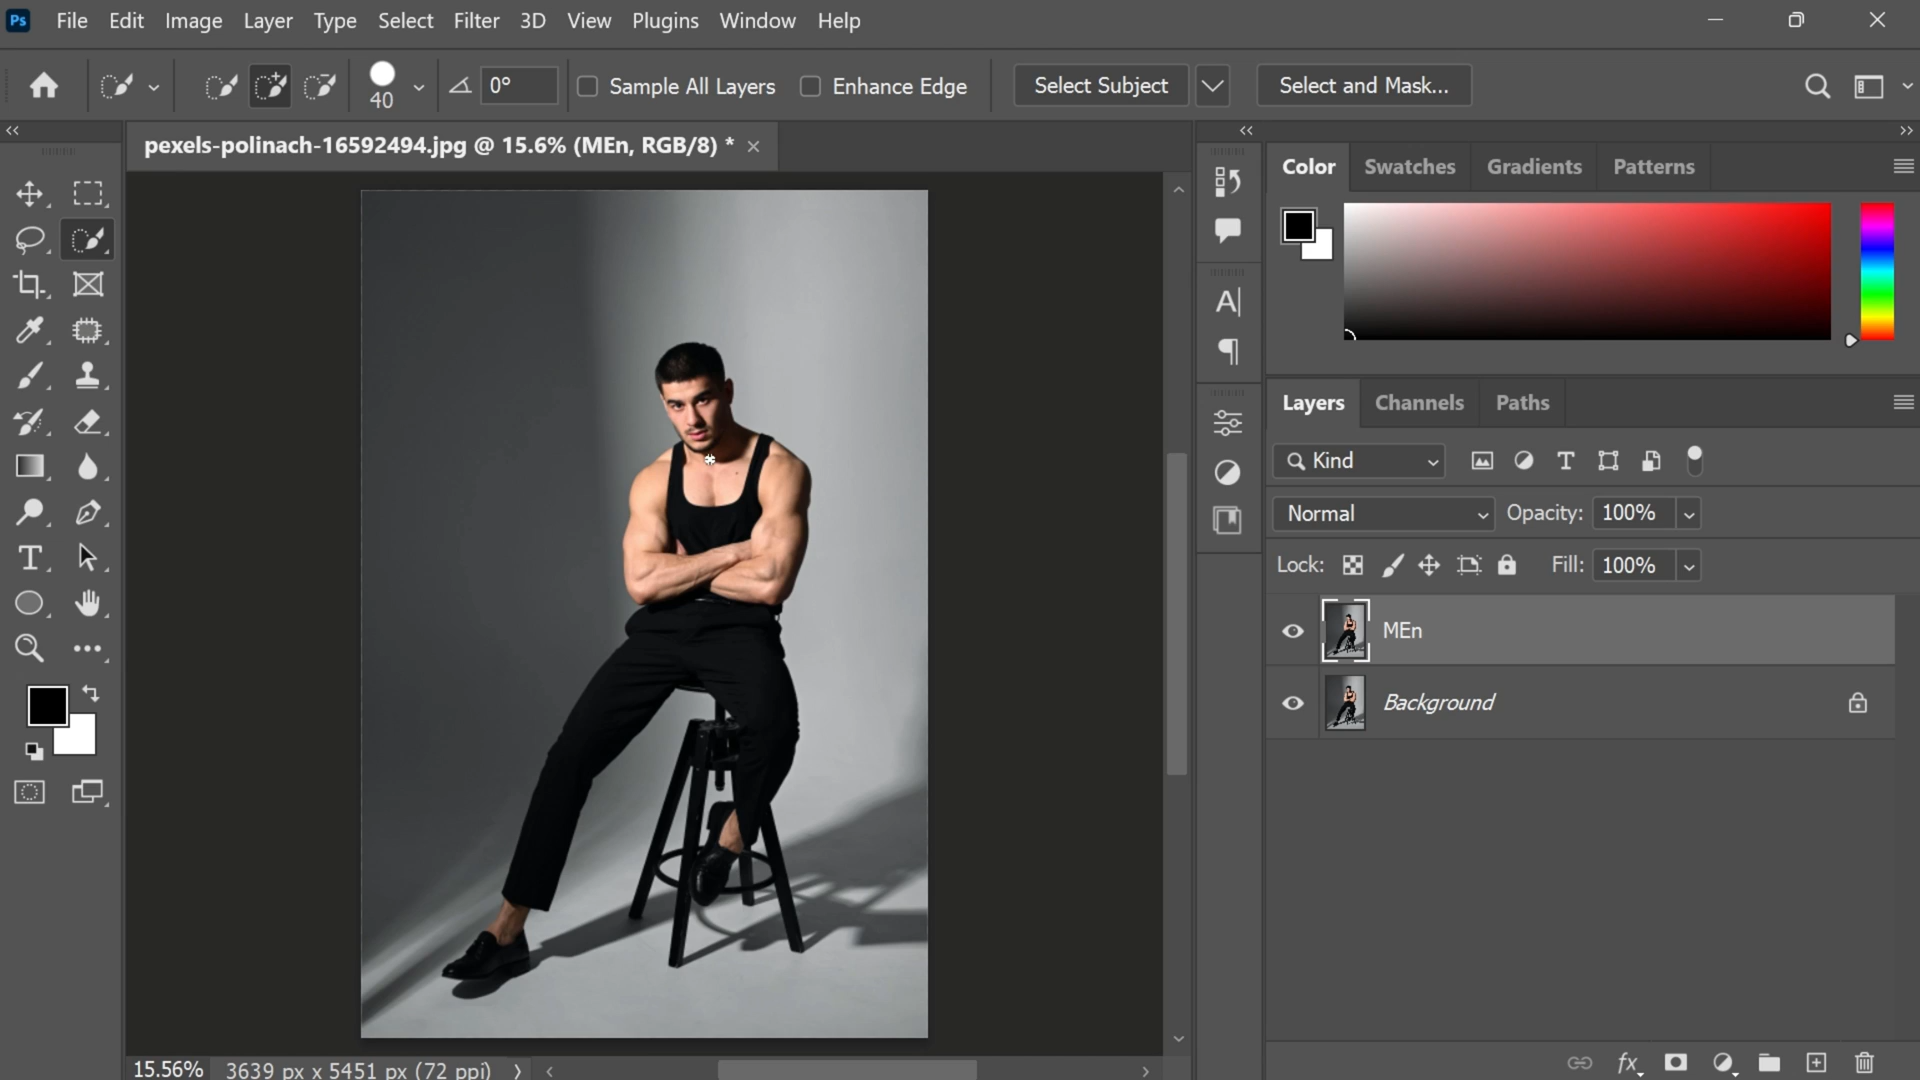 Ps File Edit Image Layer Type Select Filter 3D View Plugins Window Help
40 0° Sample All Layers Enhance Edge Select Subject Select and Mask...
pexels-polinach-16592494.jpg @ 15.6% (MEn, RGB/8) *
Color Swatches Gradients Patterns
Layers Channels Paths
Kind
Normal Opacity: 100%
Lock: Fill: 100%
MEn
Background
15.56% 3639 px x 5451 px (72 ppi)